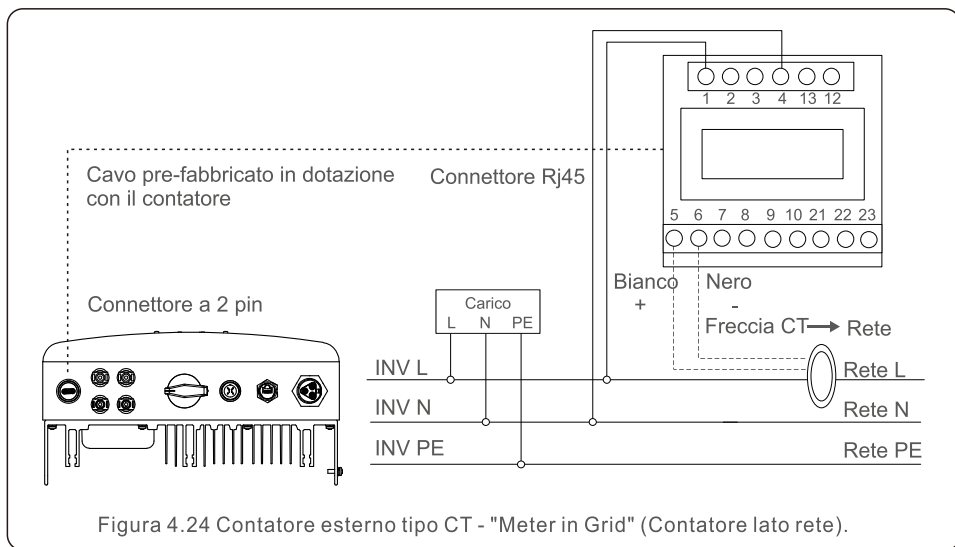 1 2 3 4 13 12
Cavo pre-fabbricato in dotazione
con il contatore
Connettore Rj45
5 6 7 8 9 10 21 22 23
Bianco Nero
+ -
Freccia CT Rete
Connettore a 2 pin
Carico
L N PE
INV L Rete L
INV N Rete N
INV PE Rete PE
Figura 4.24 Contatore esterno tipo CT - "Meter in Grid" (Contatore lato rete).